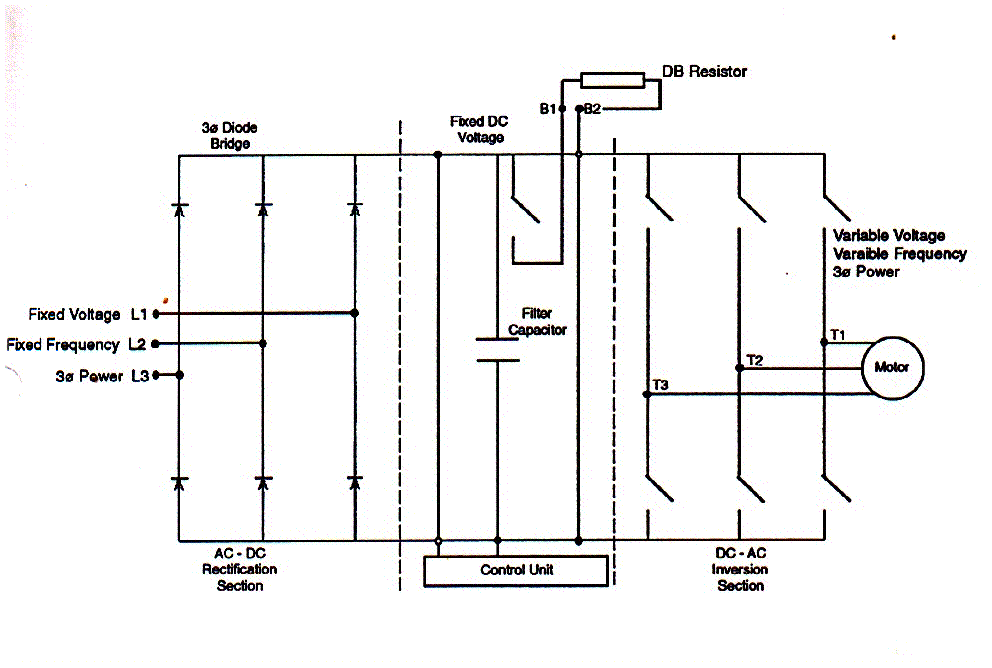 DB Resistor
B1
B2
3ø Diode
Bridge
Fixed DC
Voltage
Variable Voltage
Varaible Frequency
3ø Power
Fixed Voltage L1
Fixed Frequency L2
3ø Power L3
Filter
Capacitor
T1
T2
T3
Motor
AC - DC
Rectification
Section
Control Unit
DC - AC
Inversion
Section